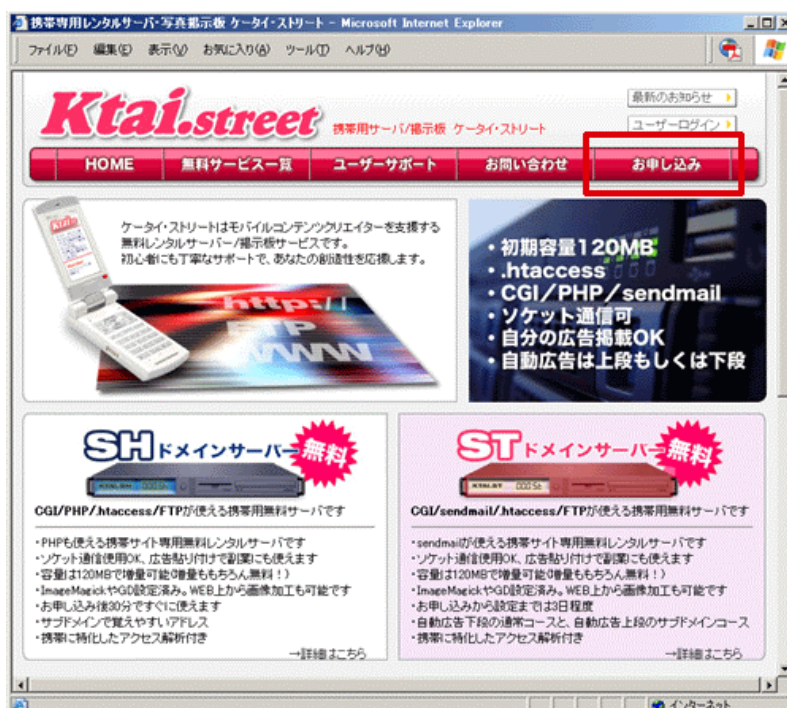 携帯専用レンタルサーバ・写真掲示板 ケータイ・ストリート - Microsoft Internet Explorer
ファイル(F) 編集(E) 表示(V) お気に入り(A) ツール(T) ヘルプ(H)
Ktai.street
携帯用サーバ/掲示板 ケータイ・ストリート
最新のお知らせ
ユーザーログイン
HOME 無料サービス一覧 ユーザーサポート お問い合わせ お申し込み
Ktai
ケータイ・ストリートはモバイルコンテンツクリエイターを支援する
無料レンタルサーバー/掲示板サービスです。
初心者にも丁寧なサポートで、あなたの創造性を応援します。
http://
FTP
WWW
・初期容量120MB
・.htaccess
・CGI/PHP/sendmail
・ソケット通信可
・自分の広告掲載OK
・自動広告は上段もしくは下段
SHドメインサーバー 無料
CGI/PHP/.htaccess/FTPが使える携帯用無料サーバです
・PHPも使える携帯サイト専用無料レンタルサーバです
・ソケット通信使用OK、広告貼り付けで副業にも使えます
・容量は120MBで増量可能(増量ももちろん無料！)
・ImageMagickやGD設定済み。WEB上から画像加工も可能です
・お申し込み後30分ですぐに使えます
・サブドメインで覚えやすいアドレス
・携帯に特化したアクセス解析付き
→詳細はこちら
STドメインサーバー 無料
CGI/sendmail/.htaccess/FTPが使える携帯用無料サーバです
・sendmailが使える携帯サイト専用無料レンタルサーバです
・ソケット通信使用OK、広告貼り付けで副業にも使えます
・容量は120MBで増量可能(増量ももちろん無料！)
・ImageMagickやGD設定済み。WEB上から画像加工も可能です
・お申し込みから設定までは3日程度
・自動広告下段の通常コースと、自動広告上段のサブドメインコース
・携帯に特化したアクセス解析付き
→詳細はこちら
インターネット